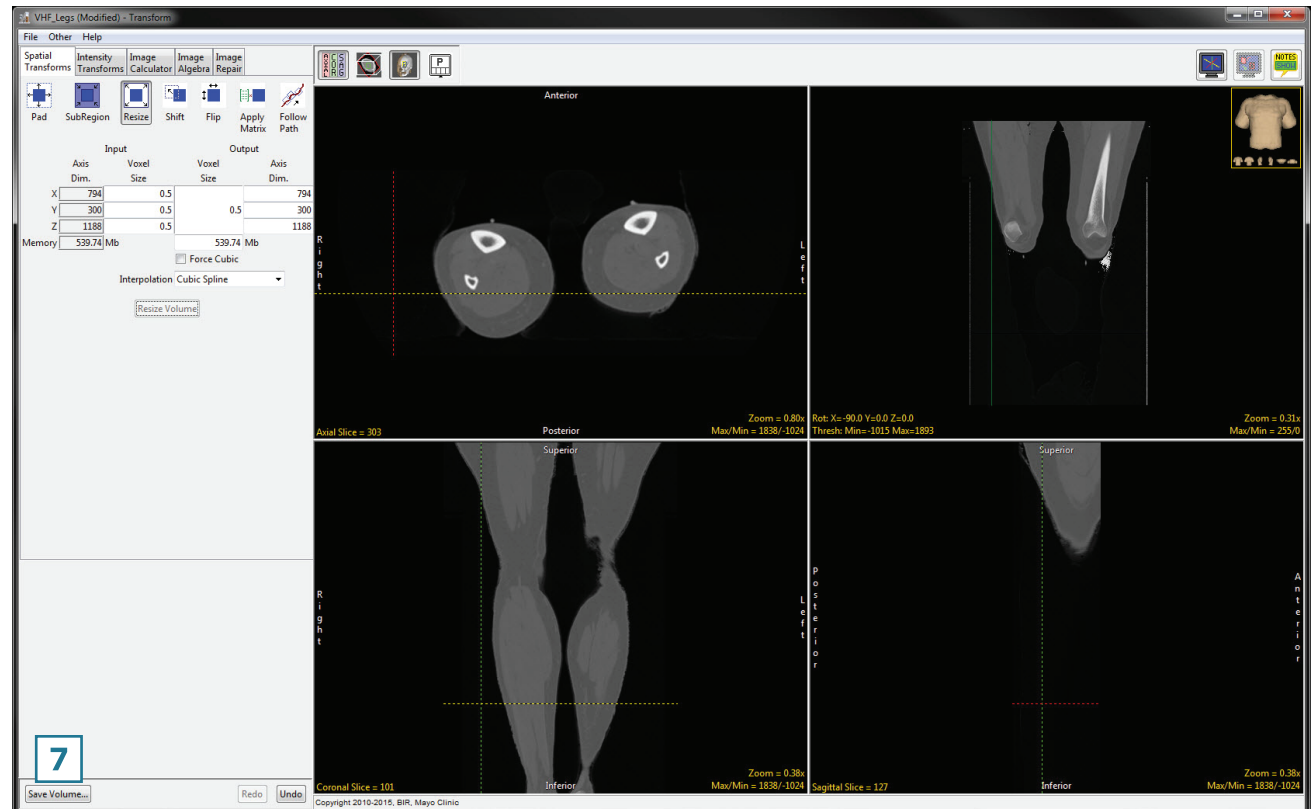 VHF_Legs (Modified) - Transform
File Other Help
Spatial Transforms
Intensity Transforms
Image Calculator
Image Algebra
Image Repair
Pad
SubRegion
Resize
Shift
Flip
Apply Matrix
Follow Path
Input Output
Axis Dim. Voxel Size Voxel Size Axis Dim.
X 794 0.5 794
Y 300 0.5 0.5 300
Z 1188 0.5 1188
Memory 539.74 Mb 539.74 Mb
Force Cubic
Interpolation Cubic Spline
Resize Volume
7
Save Volume...
Redo
Undo
AXIAL COR SAG
P
NOTES
SHOW
Anterior
Right
Left
Axial Slice = 303
Posterior
Zoom = 0.80x
Max/Min = 1838/-1024
Rot: X=-90.0 Y=0.0 Z=0.0
Thresh: Min=-1015 Max=1893
Zoom = 0.31x
Max/Min = 255/0
Superior
Right
Left
Coronal Slice = 101
Inferior
Zoom = 0.38x
Max/Min = 1838/-1024
Superior
Posterior
Anterior
Sagittal Slice = 127
Inferior
Zoom = 0.38x
Max/Min = 1838/-1024
Copyright 2010-2015, BIR, Mayo Clinic